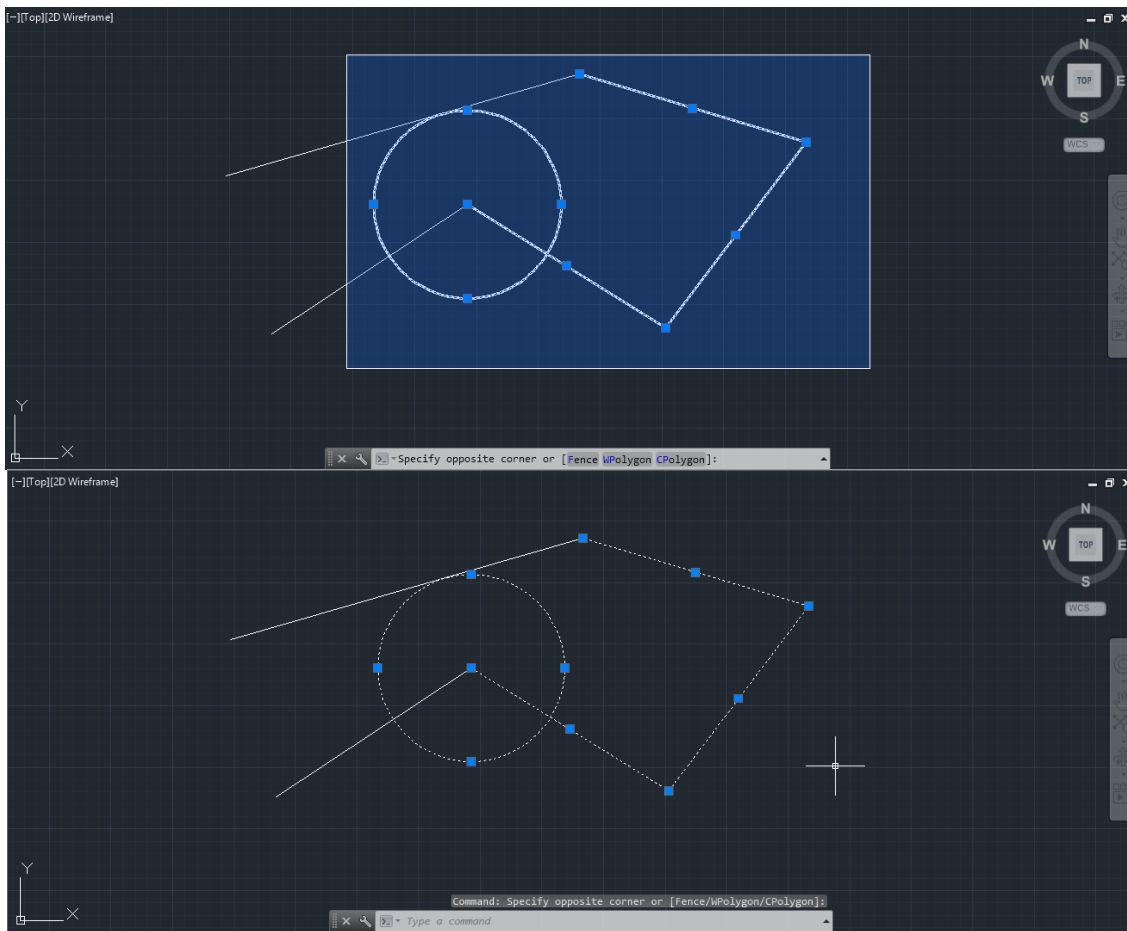 [−][Top][2D Wireframe]
N
W TOP E
S
WCS
Y
X
Specify opposite corner or [Fence WPolygon CPolygon]:
[−][Top][2D Wireframe]
N
W TOP E
S
WCS
Y
X
Command: Specify opposite corner or [Fence/WPolygon/CPolygon]:
Type a command